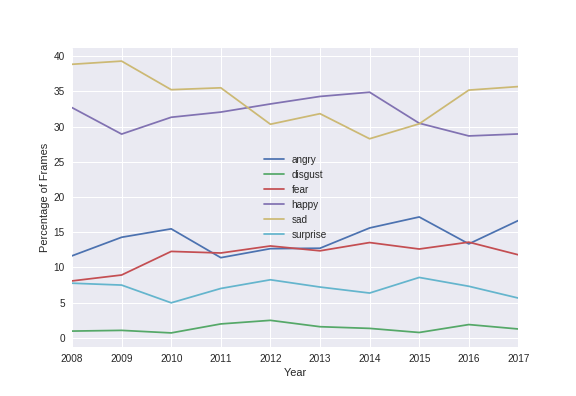 40
35
30
25
20
15
10
5
0
Percentage of Frames
angry
disgust
fear
happy
sad
surprise
2008 2009 2010 2011 2012 2013 2014 2015 2016 2017
Year